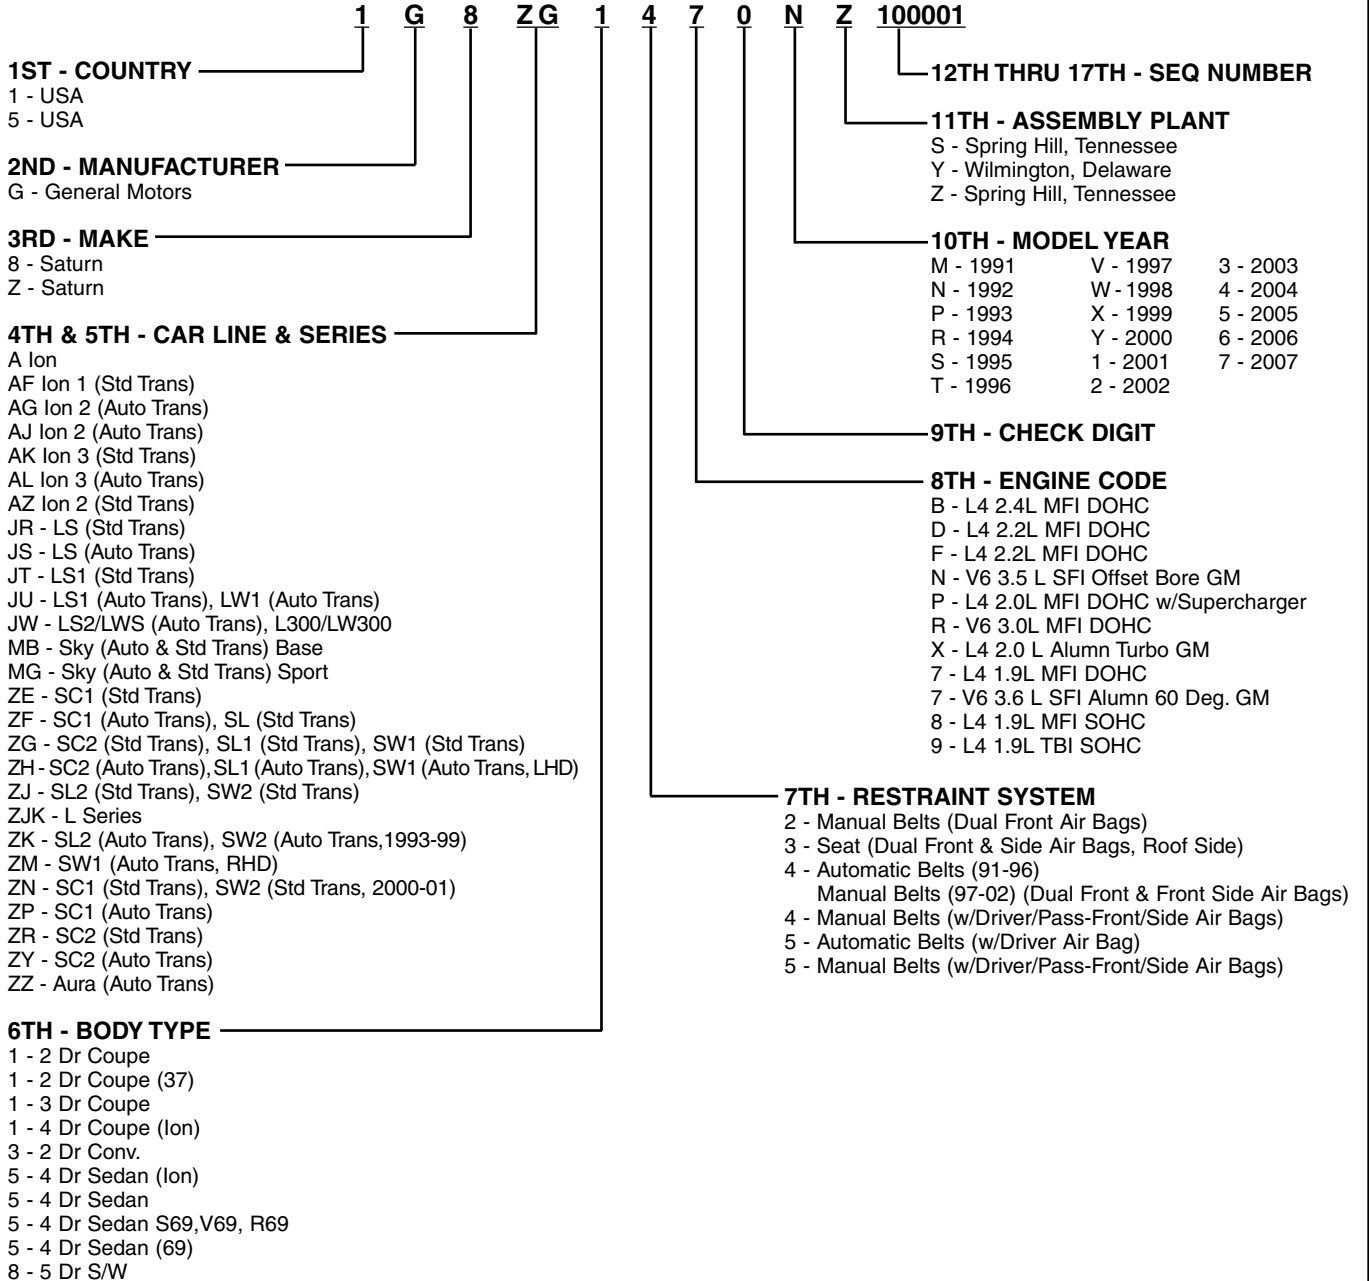 1 G 8 ZG 1 4 7 0 N Z 100001
1ST - COUNTRY
1 - USA
5 - USA
2ND - MANUFACTURER
G - General Motors
3RD - MAKE
8 - Saturn
Z - Saturn
4TH & 5TH - CAR LINE & SERIES
A Ion
AF Ion 1 (Std Trans)
AG Ion 2 (Auto Trans)
AJ Ion 2 (Auto Trans)
AK Ion 3 (Std Trans)
AL Ion 3 (Auto Trans)
AZ Ion 2 (Std Trans)
JR - LS (Std Trans)
JS - LS (Auto Trans)
JT - LS1 (Std Trans)
JU - LS1 (Auto Trans), LW1 (Auto Trans)
JW - LS2/LWS (Auto Trans), L300/LW300
MB - Sky (Auto & Std Trans) Base
MG - Sky (Auto & Std Trans) Sport
ZE - SC1 (Std Trans)
ZF - SC1 (Auto Trans), SL (Std Trans)
ZG - SC2 (Std Trans), SL1 (Std Trans), SW1 (Std Trans)
ZH - SC2 (Auto Trans), SL1 (Auto Trans), SW1 (Auto Trans, LHD)
ZJ - SL2 (Std Trans), SW2 (Std Trans)
ZJK - L Series
ZK - SL2 (Auto Trans), SW2 (Auto Trans,1993-99)
ZM - SW1 (Auto Trans, RHD)
ZN - SC1 (Std Trans), SW2 (Std Trans, 2000-01)
ZP - SC1 (Auto Trans)
ZR - SC2 (Std Trans)
ZY - SC2 (Auto Trans)
ZZ - Aura (Auto Trans)
6TH - BODY TYPE
1 - 2 Dr Coupe
1 - 2 Dr Coupe (37)
1 - 3 Dr Coupe
1 - 4 Dr Coupe (Ion)
3 - 2 Dr Conv.
5 - 4 Dr Sedan (Ion)
5 - 4 Dr Sedan
5 - 4 Dr Sedan S69,V69, R69
5 - 4 Dr Sedan (69)
8 - 5 Dr S/W
12TH THRU 17TH - SEQ NUMBER
11TH - ASSEMBLY PLANT
S - Spring Hill, Tennessee
Y - Wilmington, Delaware
Z - Spring Hill, Tennessee
10TH - MODEL YEAR
M - 1991 V - 1997 3 - 2003
N - 1992 W - 1998 4 - 2004
P - 1993 X - 1999 5 - 2005
R - 1994 Y - 2000 6 - 2006
S - 1995 1 - 2001 7 - 2007
T - 1996 2 - 2002
9TH - CHECK DIGIT
8TH - ENGINE CODE
B - L4 2.4L MFI DOHC
D - L4 2.2L MFI DOHC
F - L4 2.2L MFI DOHC
N - V6 3.5 L SFI Offset Bore GM
P - L4 2.0L MFI DOHC w/Supercharger
R - V6 3.0L MFI DOHC
X - L4 2.0 L Alumn Turbo GM
7 - L4 1.9L MFI DOHC
7 - V6 3.6 L SFI Alumn 60 Deg. GM
8 - L4 1.9L MFI SOHC
9 - L4 1.9L TBI SOHC
7TH - RESTRAINT SYSTEM
2 - Manual Belts (Dual Front Air Bags)
3 - Seat (Dual Front & Side Air Bags, Roof Side)
4 - Automatic Belts (91-96)
Manual Belts (97-02) (Dual Front & Front Side Air Bags)
4 - Manual Belts (w/Driver/Pass-Front/Side Air Bags)
5 - Automatic Belts (w/Driver Air Bag)
5 - Manual Belts (w/Driver/Pass-Front/Side Air Bags)